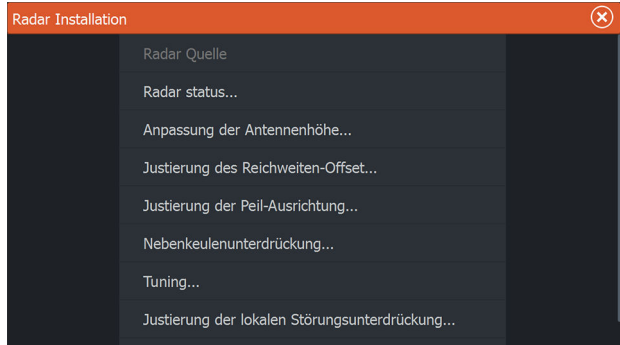 Radar Installation
Radar Quelle
Radar status...
Anpassung der Antennenhöhe...
Justierung des Reichweiten-Offset...
Justierung der Peil-Ausrichtung...
Nebenkeulenunterdrückung...
Tuning...
Justierung der lokalen Störungsunterdrückung...